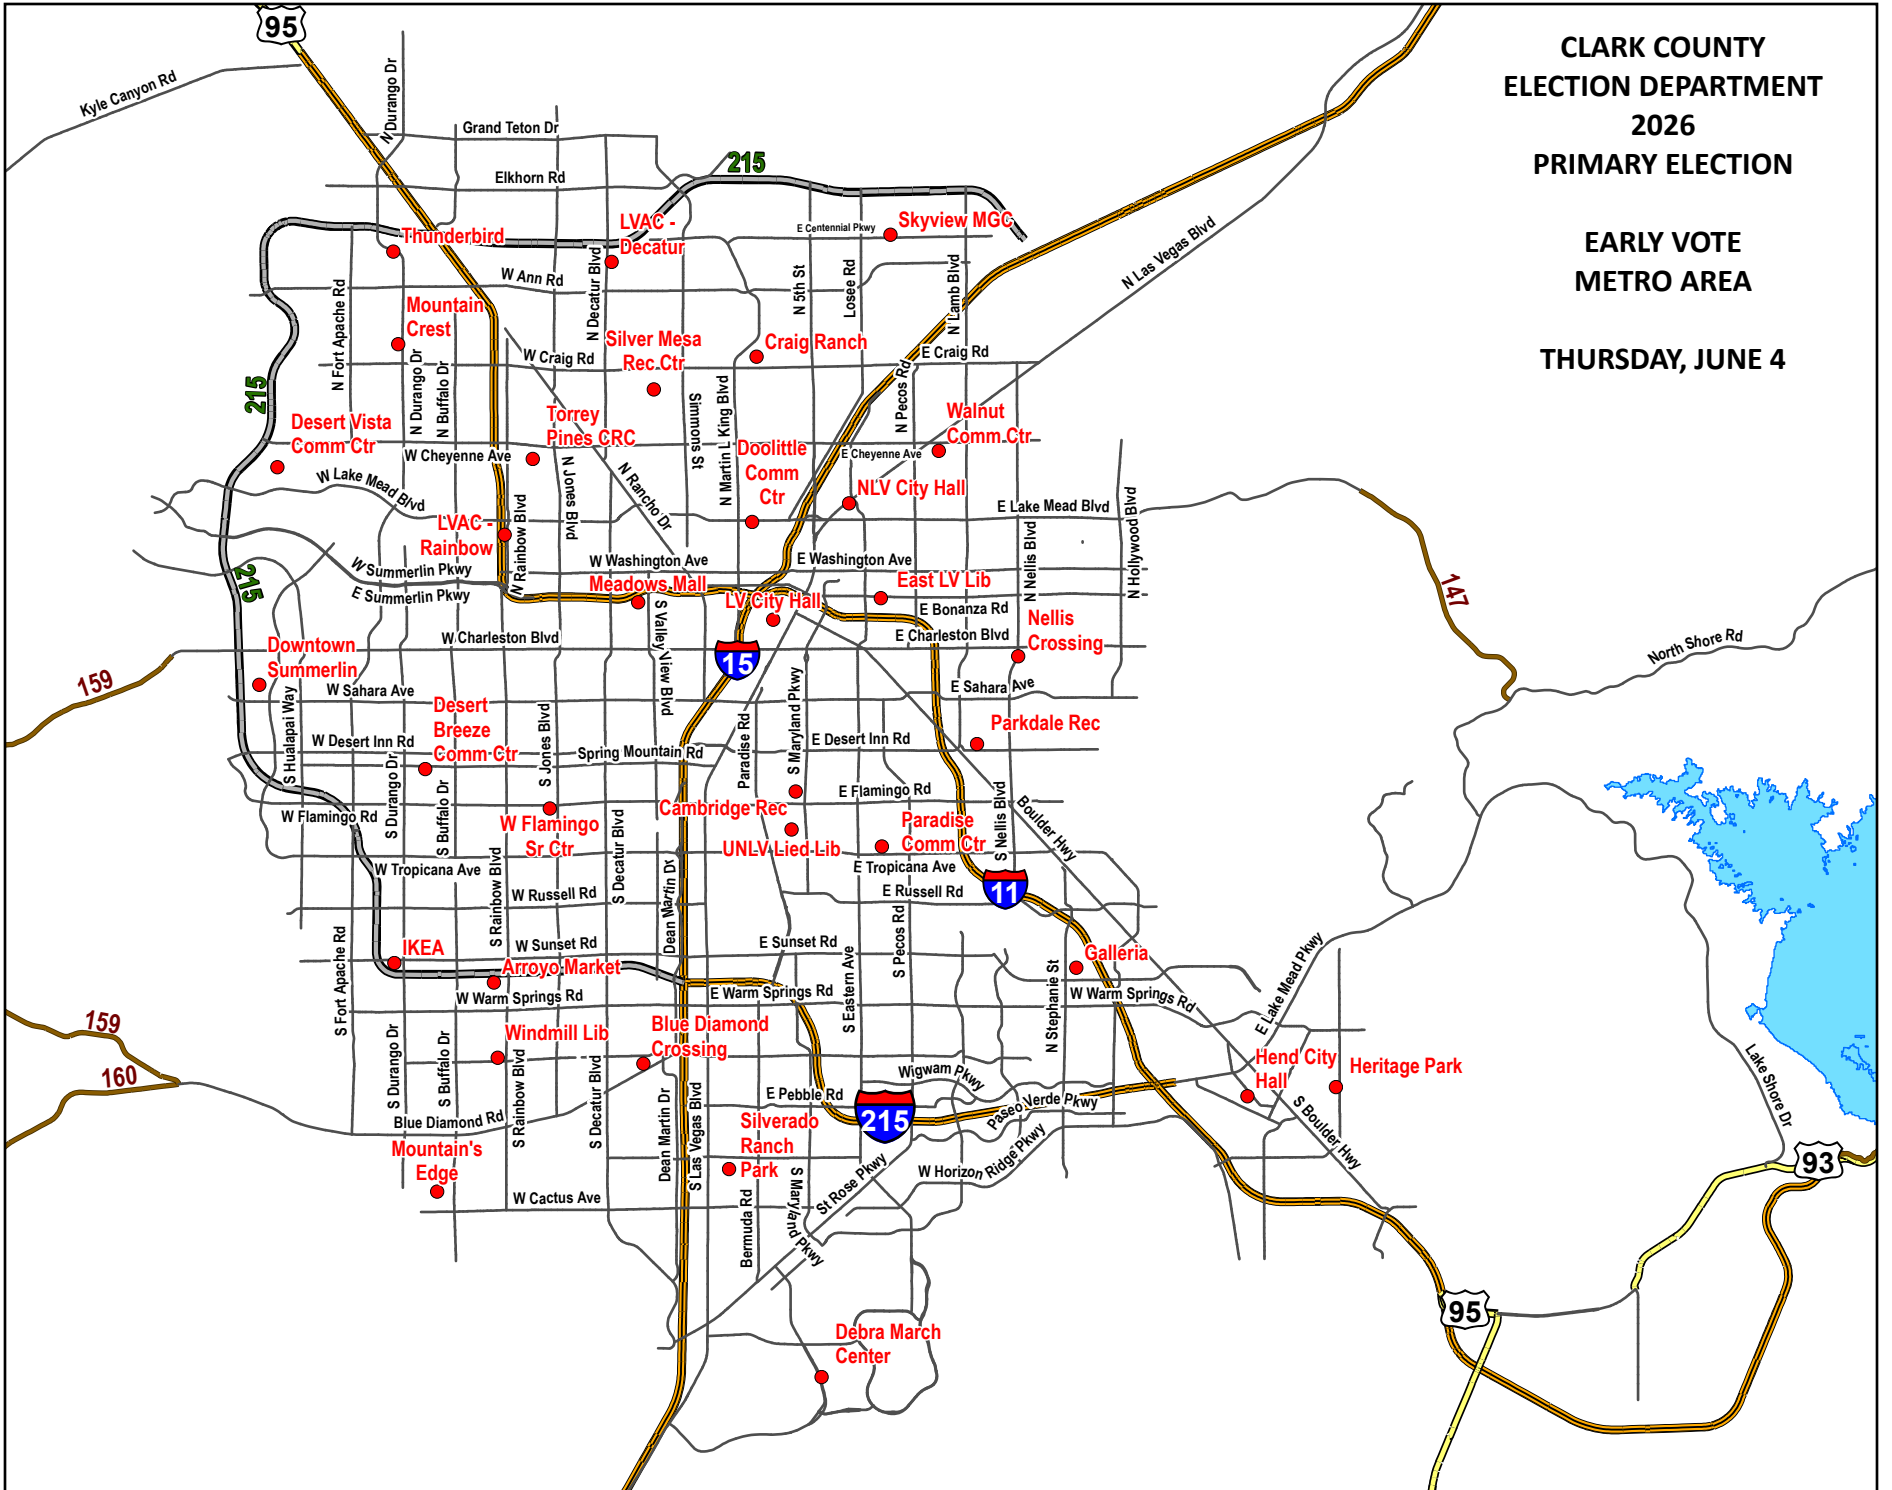 CLARK COUNTY
ELECTION DEPARTMENT
2026
PRIMARY ELECTION
EARLY VOTE
METRO AREA
THURSDAY, JUNE 4
95
Kyle Canyon Rd
N Durango Dr
Grand Teton Dr
Elkhorn Rd
215
Thunderbird
LVAC -
Decatur
E Centennial Pkwy
Skyview MGC
N Las Vegas Blvd
W Ann Rd
N Decatur Blvd
N 5th St
Losee Rd
N Lamb Blvd
N Fort Apache Rd
Mountain
Crest
Silver Mesa
Rec Ctr
Craig Ranch
W Craig Rd
E Craig Rd
N Durango Dr
N Buffalo Dr
215
Simmons St
N Martin L King Blvd
N Pecos Rd
Desert Vista
Comm Ctr
Torrey
Pines CRC
Walnut
Comm Ctr
W Cheyenne Ave
E Cheyenne Ave
Doolittle
Comm
Ctr
N Jones Blvd
N Rancho Dr
W Lake Mead Blvd
NLV City Hall
E Lake Mead Blvd
N Hollywood Blvd
N Nellis Blvd
LVAC -
Rainbow
W Rainbow Blvd
W Washington Ave
E Washington Ave
W Summerlin Pkwy
E Summerlin Pkwy
215
Meadows Mall
East LV Lib
LV City Hall
E Bonanza Rd
147
S Valley View Blvd
W Charleston Blvd
E Charleston Blvd
Nellis
Crossing
North Shore Rd
15
Downtown
Summerlin
159
W Sahara Ave
E Sahara Ave
S Hualapai Way
Desert
Breeze
Comm Ctr
S Jones Blvd
Paradise Rd
S Maryland Pkwy
Parkdale Rec
W Desert Inn Rd
Spring Mountain Rd
E Desert Inn Rd
S Durango Dr
S Buffalo Dr
E Flamingo Rd
W Flamingo Rd
Cambridge Rec
S Nellis Blvd
Boulder Hwy
W Flamingo
Sr Ctr
S Decatur Blvd
UNLV Lied Lib
Paradise
Comm Ctr
W Tropicana Ave
E Tropicana Ave
W Russell Rd
E Russell Rd
11
S Rainbow Blvd
Dean Martin Dr
S Pecos Rd
S Fort Apache Rd
IKEA
W Sunset Rd
E Sunset Rd
Galleria
Arroyo Market
E Lake Mead Pkwy
W Warm Springs Rd
E Warm Springs Rd
S Eastern Ave
N Stephanie St
W Warm Springs Rd
159
Windmill Lib
Blue Diamond
Crossing
S Durango Dr
S Buffalo Dr
S Rainbow Blvd
S Decatur Blvd
Hend City
Hall
Heritage Park
Lake Shore Dr
160
Wigwam Pkwy
E Pebble Rd
Paseo Verde Pkwy
215
Blue Diamond Rd
Dean Martin Dr
S Las Vegas Blvd
S Boulder Hwy
Silverado
Ranch
Park
Mountain's
Edge
W Horizon Ridge Pkwy
St Rose Pkwy
93
W Cactus Ave
Bermuda Rd
S Maryland Pkwy
95
Debra March
Center